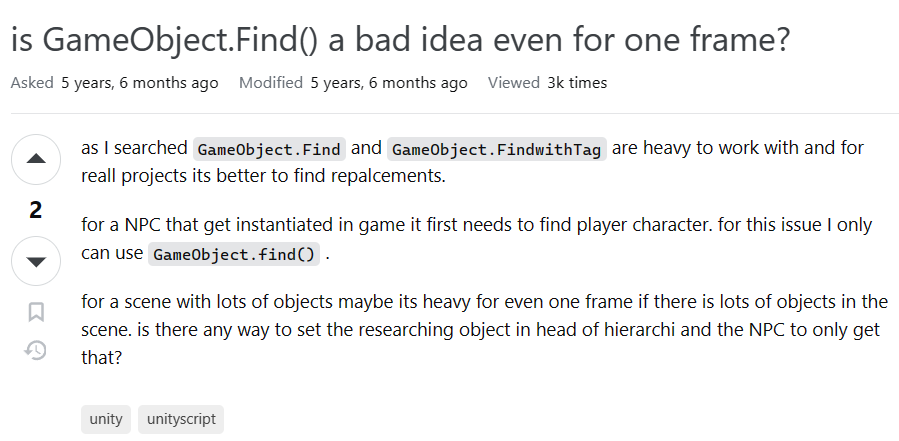 is GameObject.Find() a bad idea even for one frame?
Asked 5 years, 6 months ago Modified 5 years, 6 months ago Viewed 3k times
as I searched GameObject.Find and GameObject.FindwithTag are heavy to work with and for
reall projects its better to find repalcements.
2
for a NPC that get instantiated in game it first needs to find player character. for this issue I only
can use GameObject.find() .
for a scene with lots of objects maybe its heavy for even one frame if there is lots of objects in the
scene. is there any way to set the researching object in head of hierarchi and the NPC to only get
that?
unity unityscript